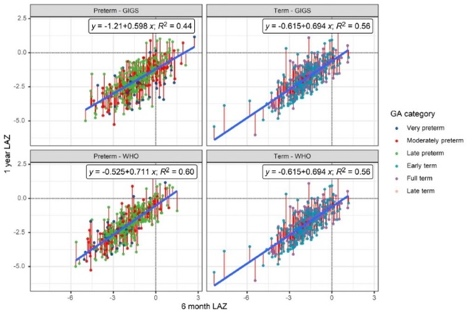 Preterm - GIGS
Term - GIGS
y = -1.21+0.598 x; R² = 0.44
y = -0.615+0.694 x; R² = 0.56
2.5
0.0
-2.5
-5.0
Preterm - WHO
Term - WHO
y = -0.525+0.711 x; R² = 0.60
y = -0.615+0.694 x; R² = 0.56
2.5
0.0
-2.5
-5.0
1 year LAZ
-6
-3
0
3
-6
-3
0
3
6 month LAZ
GA category
Very preterm
Moderately preterm
Late preterm
Early term
Full term
Late term